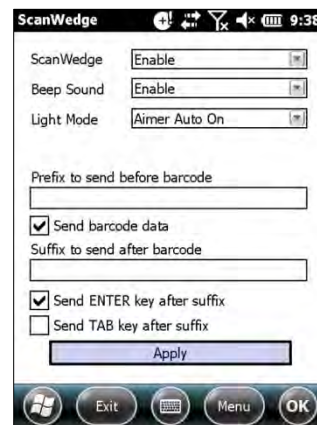 ScanWedge 9:38
ScanWedge Enable
Beep Sound Enable
Light Mode Aimer Auto On
Prefix to send before barcode
Send barcode data
Suffix to send after barcode
Send ENTER key after suffix
Send TAB key after suffix
Apply
Exit Menu OK